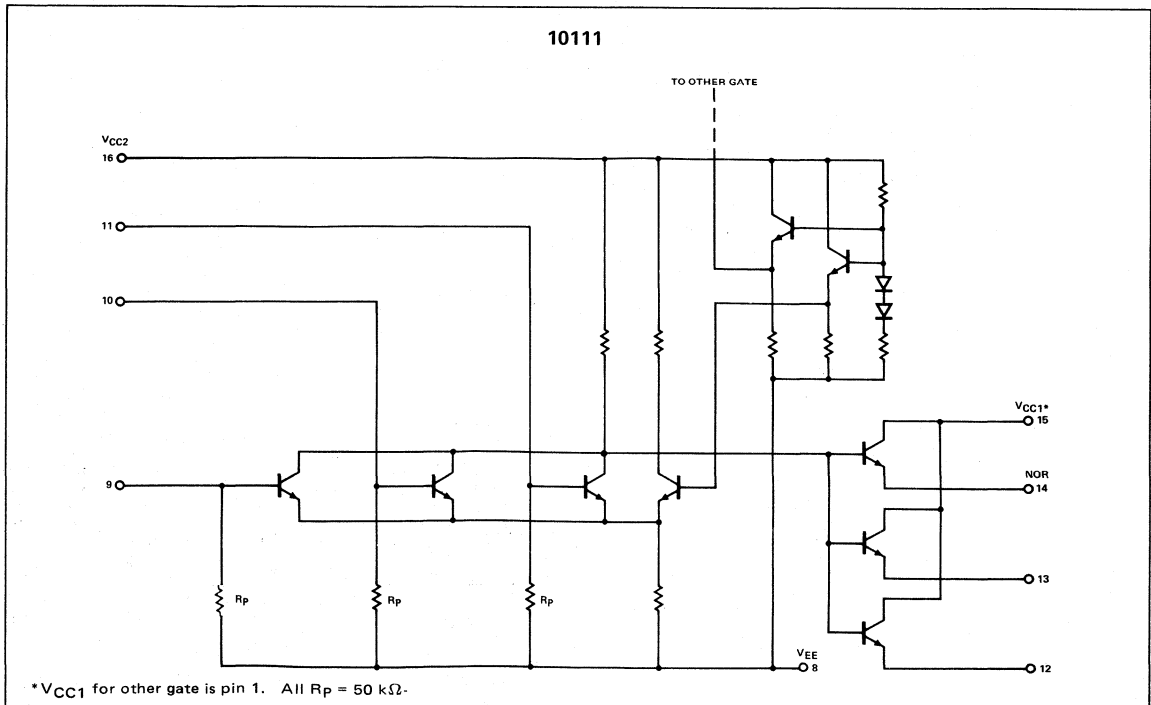 10111
TO OTHER GATE
VCC2
16
11
10
VCC1*
15
9
NOR
14
13
RP
RP
RP
VEE
8
12
*VCC1 for other gate is pin 1. All RP = 50 kΩ-